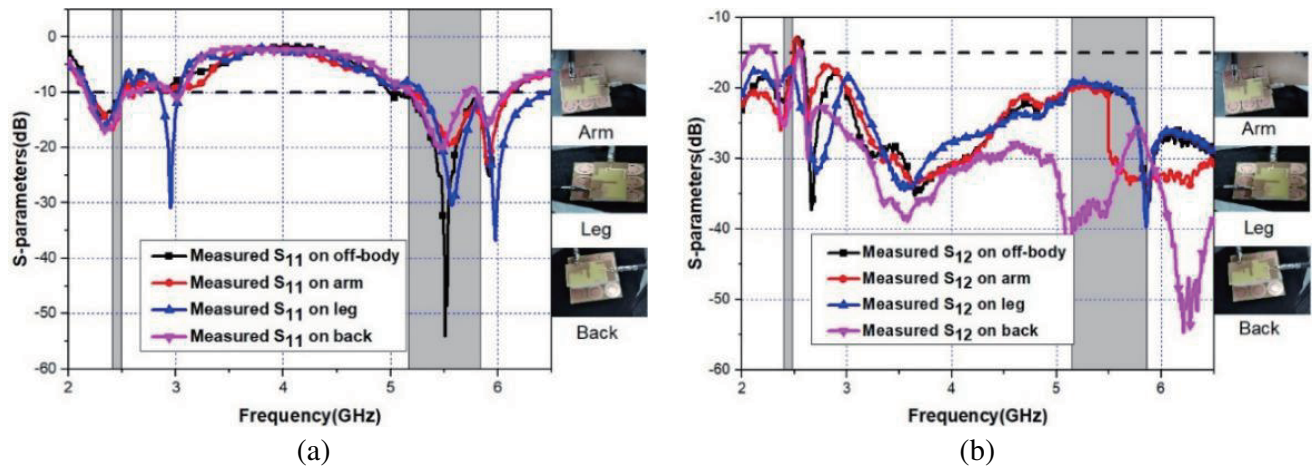 0
-10
-20
-30
-40
-50
-60
S-parameters(dB)
2
3
4
5
6
Frequency(GHz)
Measured S11 on off-body
Measured S11 on arm
Measured S11 on leg
Measured S11 on back
Arm
Leg
Back
(a)
-10
-20
-30
-40
-50
-60
S-parameters(dB)
2
3
4
5
6
Frequency(GHz)
Measured S12 on off-body
Measured S12 on arm
Measured S12 on leg
Measured S12 on back
Arm
Leg
Back
(b)